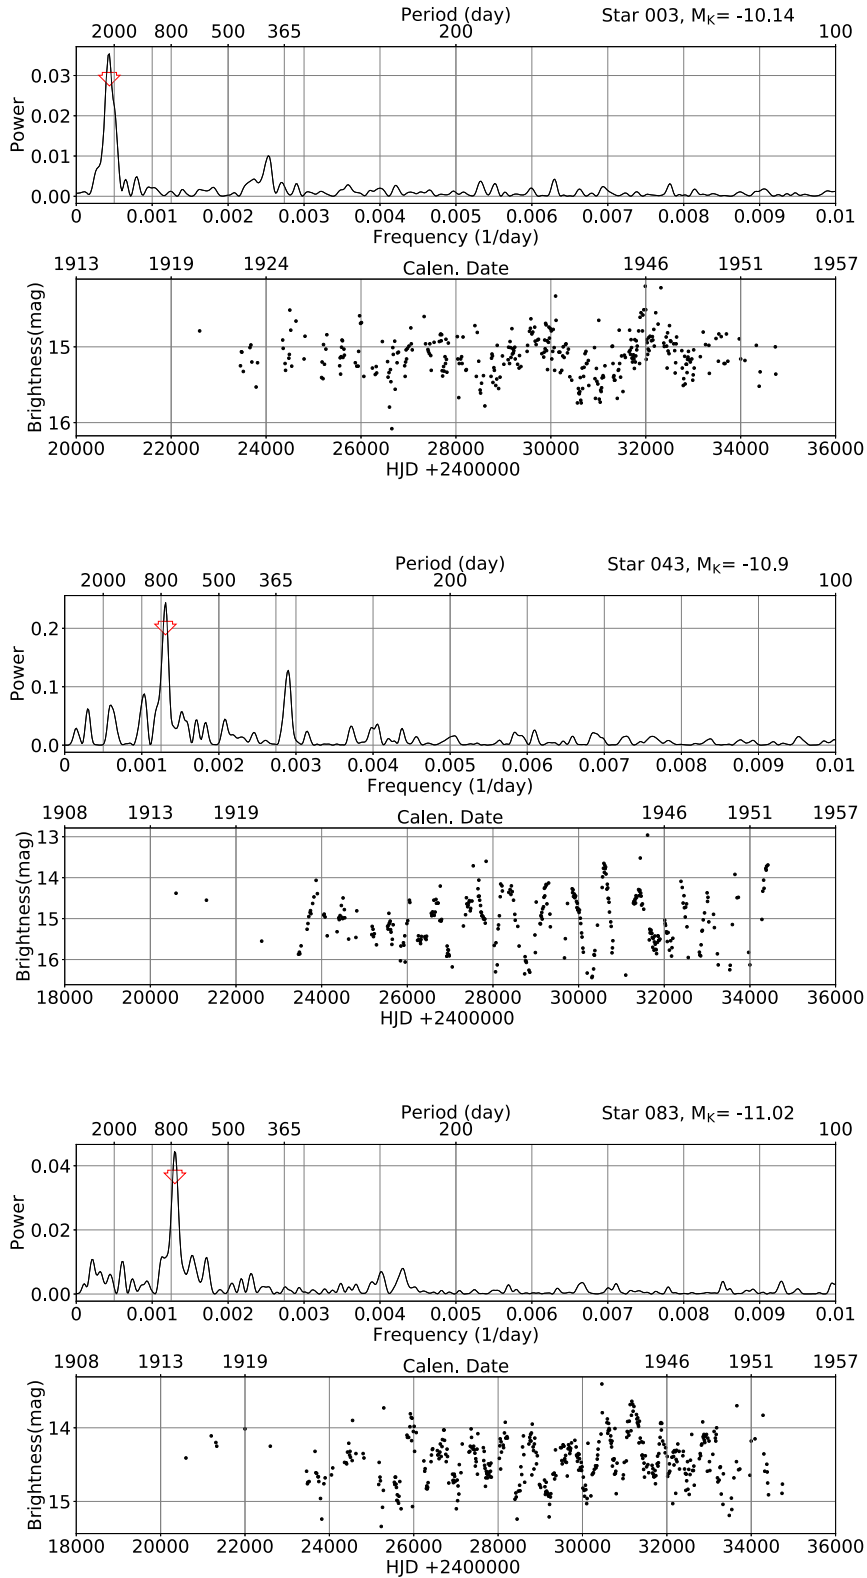 Period (day) Star 003, M_K= -10.14
2000 800 500 365 200 100
0.03
0.02
0.01
0.00
Power
0 0.001 0.002 0.003 0.004 0.005 0.006 0.007 0.008 0.009 0.01
Frequency (1/day)
1913 1919 1924 Calen. Date 1946 1951 1957
Brightness(mag)
15
16
20000 22000 24000 26000 28000 30000 32000 34000 36000
HJD +2400000
Period (day) Star 043, M_K= -10.9
2000 800 500 365 200 100
0.2
0.1
0.0
Power
0 0.001 0.002 0.003 0.004 0.005 0.006 0.007 0.008 0.009 0.01
Frequency (1/day)
1908 1913 1919 Calen. Date 1946 1951 1957
Brightness(mag)
13
14
15
16
18000 20000 22000 24000 26000 28000 30000 32000 34000 36000
HJD +2400000
Period (day) Star 083, M_K= -11.02
2000 800 500 365 200 100
0.04
0.02
0.00
Power
0 0.001 0.002 0.003 0.004 0.005 0.006 0.007 0.008 0.009 0.01
Frequency (1/day)
1908 1913 1919 Calen. Date 1946 1951 1957
Brightness(mag)
14
15
18000 20000 22000 24000 26000 28000 30000 32000 34000 36000
HJD +2400000